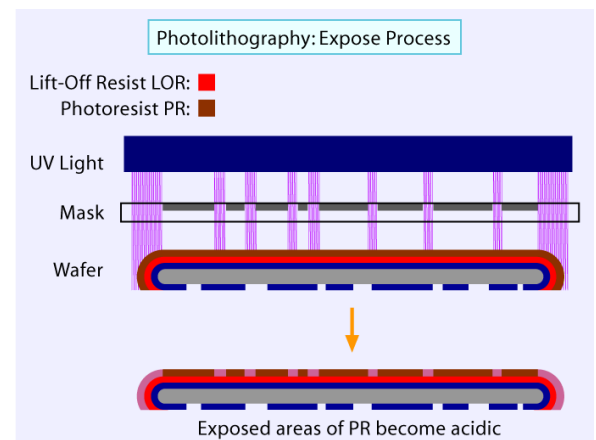 Photolithography: Expose Process
Lift-Off Resist LOR:
Photoresist PR:
UV Light
Mask
Wafer
Exposed areas of PR become acidic